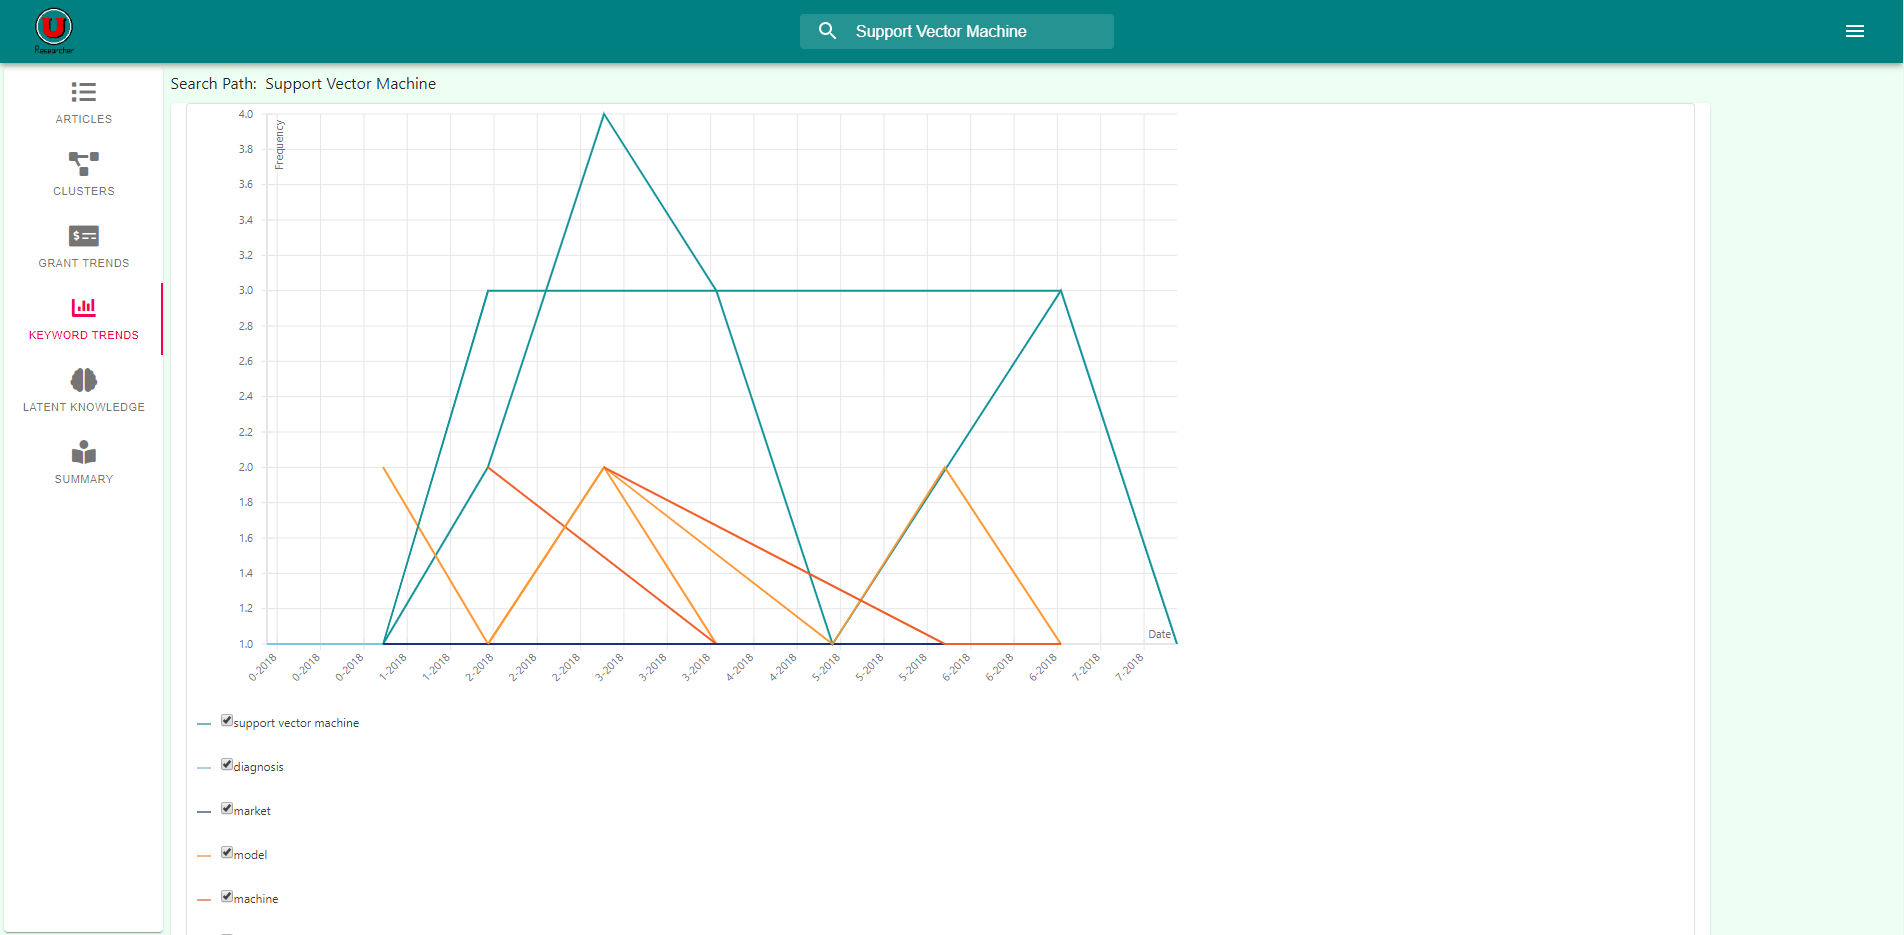 U
Researcher
Support Vector Machine
ARTICLES
CLUSTERS
GRANT TRENDS
KEYWORD TRENDS
LATENT KNOWLEDGE
SUMMARY
Search Path: Support Vector Machine
Frequency
4.0
3.8
3.6
3.4
3.2
3.0
2.8
2.6
2.4
2.2
2.0
1.8
1.6
1.4
1.2
1.0
Date
0-2018
0-2018
0-2018
1-2018
1-2018
2-2018
2-2018
2-2018
3-2018
3-2018
3-2018
4-2018
4-2018
5-2018
5-2018
5-2018
6-2018
6-2018
6-2018
7-2018
7-2018
support vector machine
diagnosis
market
model
machine